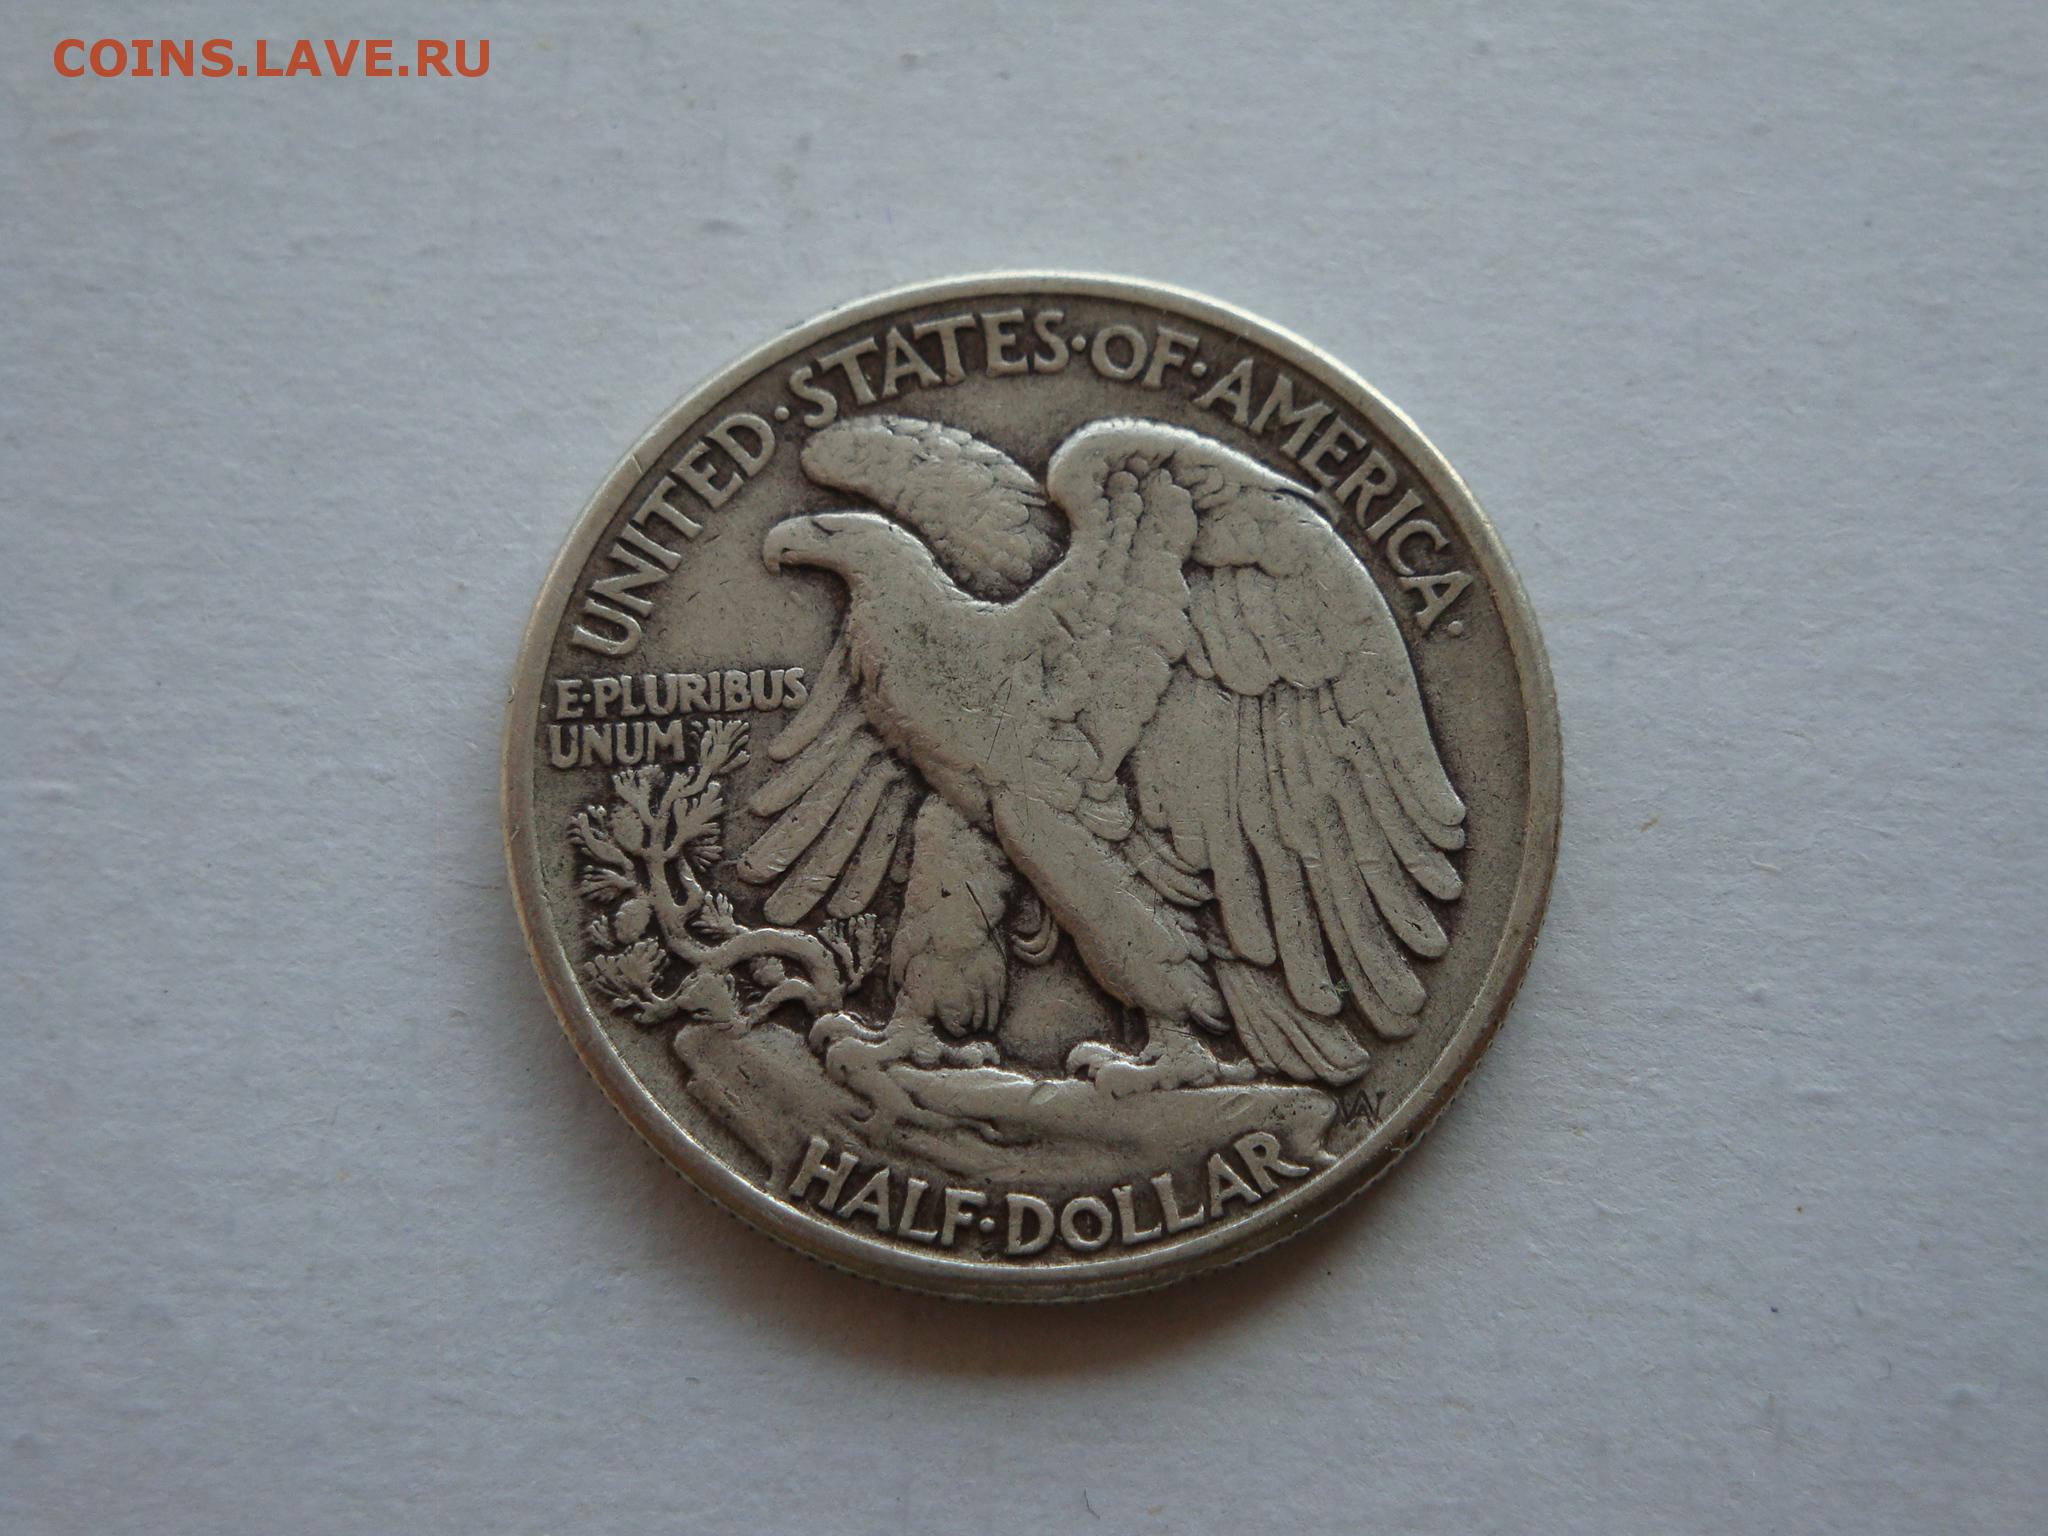 COINS.LAVE.RU
UNITED·STATES·OF·AMERICA·
E·PLURIBUS
UNUM
HALF·DOLLAR
AW